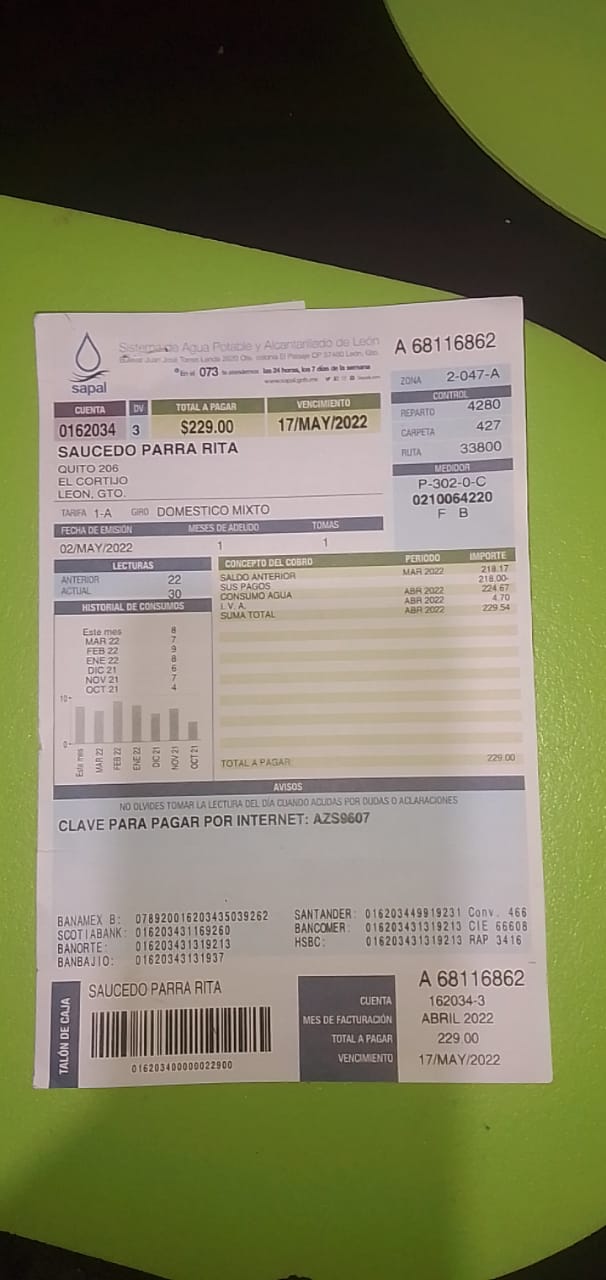 Sistema de Agua Potable y Alcantarillado de León
Bulevar Juan José Torres Landa 2620 Ote. colonia El Paisaje CP 37480 León, Gto.
En el 073 te atendemos las 24 horas, los 7 días de la semana
www.sapal.gob.mx
sapal
A 68116862
ZONA 2-047-A
CONTROL
REPARTO 4280
CARPETA 427
RUTA 33800
MEDIDOR
P-302-0-C
0210064220
F B
CUENTA DV TOTAL A PAGAR VENCIMIENTO
0162034 3 $229.00 17/MAY/2022
SAUCEDO PARRA RITA
QUITO 206
EL CORTIJO
LEON, GTO.
TARIFA 1-A GIRO DOMESTICO MIXTO
FECHA DE EMISIÓN MESES DE ADEUDO TOMAS
02/MAY/2022 1 1
LECTURAS
ANTERIOR 22
ACTUAL 30
HISTORIAL DE CONSUMOS
Este mes 8
MAR 22 7
FEB 22 9
ENE 22 8
DIC 21 6
NOV 21 7
OCT 21 4
10
0
Este mes MAR 22 FEB 22 ENE 22 DIC 21 NOV 21 OCT 21
CONCEPTO DEL COBRO PERIODO IMPORTE
SALDO ANTERIOR MAR 2022 218.17
SUS PAGOS 218.00-
CONSUMO AGUA ABR 2022 224.67
I. V. A. ABR 2022 4.70
SUMA TOTAL ABR 2022 229.54
TOTAL A PAGAR 229.00
AVISOS
NO OLVIDES TOMAR LA LECTURA DEL DÍA CUANDO ACUDAS POR DUDAS O ACLARACIONES
CLAVE PARA PAGAR POR INTERNET: AZS9607
BANAMEX B: 078920016203435039262
SCOTIABANK: 016203431169260
BANORTE: 016203431319213
BANBAJIO: 01620343131937
SANTANDER: 016203449919231 Conv. 466
BANCOMER: 016203431319213 CIE 66608
HSBC: 016203431319213 RAP 3416
TALÓN DE CAJA
SAUCEDO PARRA RITA
016203400000022900
A 68116862
CUENTA 162034-3
MES DE FACTURACIÓN ABRIL 2022
TOTAL A PAGAR 229.00
VENCIMIENTO 17/MAY/2022